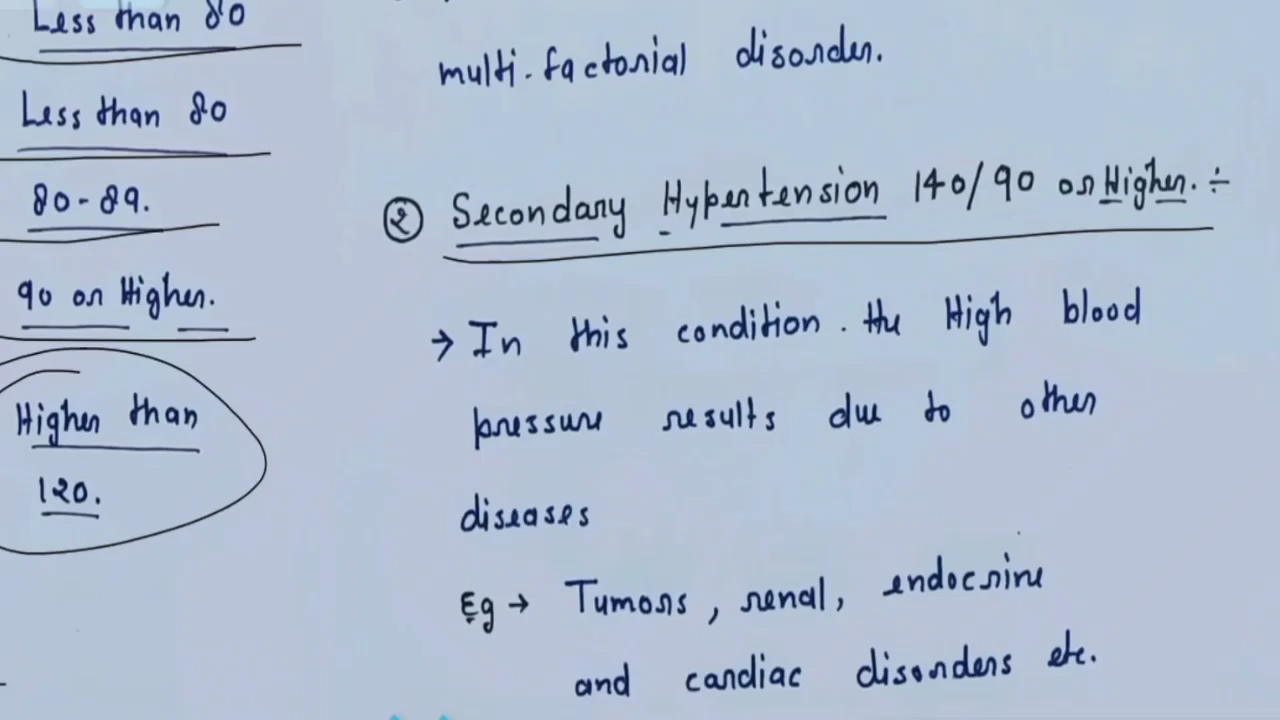 Less than 80
Less than 80
80-89.
90 or Higher.
Higher than
120.
multi-factorial disorder.
② Secondary Hypertension 140/90 or Higher. ÷
→ In this condition. the High blood
pressure results due to other
diseases
Eg → Tumors, renal, endocrine
and cardiac disorders etc.